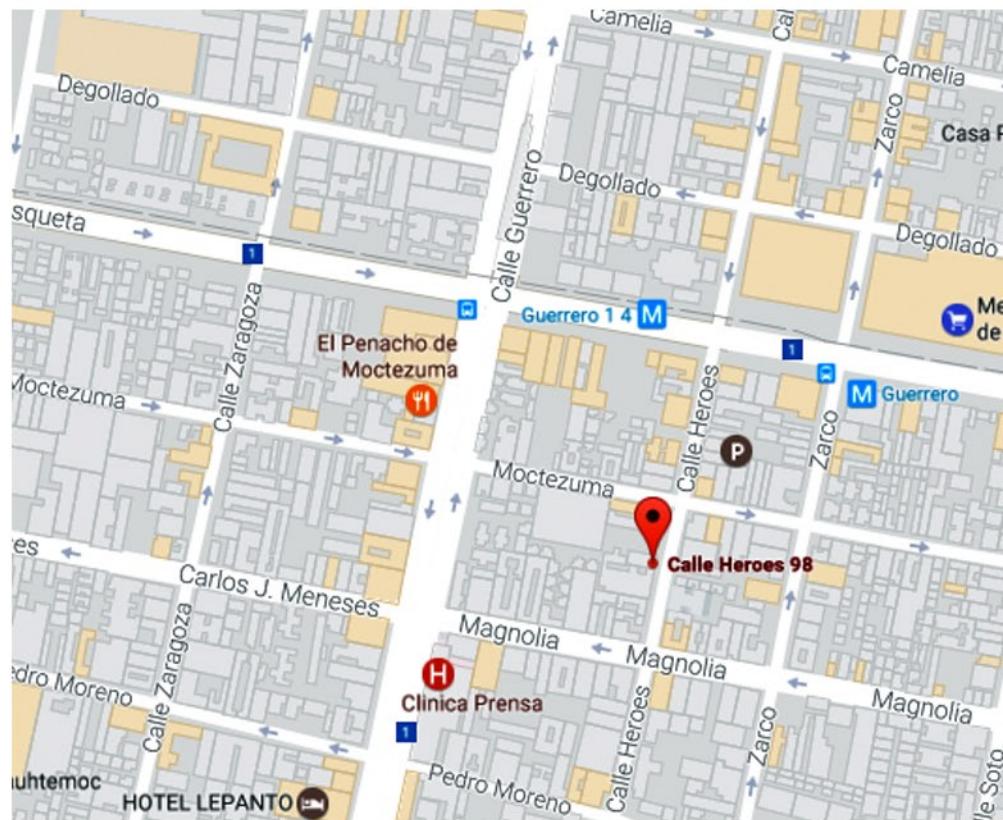 Camelia
Cal
Camelia
Degollado
Zarco
Casa P
Calle Guerrero
Degollado
squeta
Degollado
1
Calle Zaragoza
Guerrero 1 4 M
Me
de
El Penacho de
Moctezuma
1
M Guerrero
Moctezuma
Calle Heroes
Zarco
P
Moctezuma
Calle Heroes 98
es
Carlos J. Meneses
Magnolia
Magnolia
Magnolia
H
Clinica Prensa
edro Moreno
Calle Zaragoza
1
Calle Heroes
Zarco
lle Soto
Pedro Moreno
uhtemoc
HOTEL LEPANTO